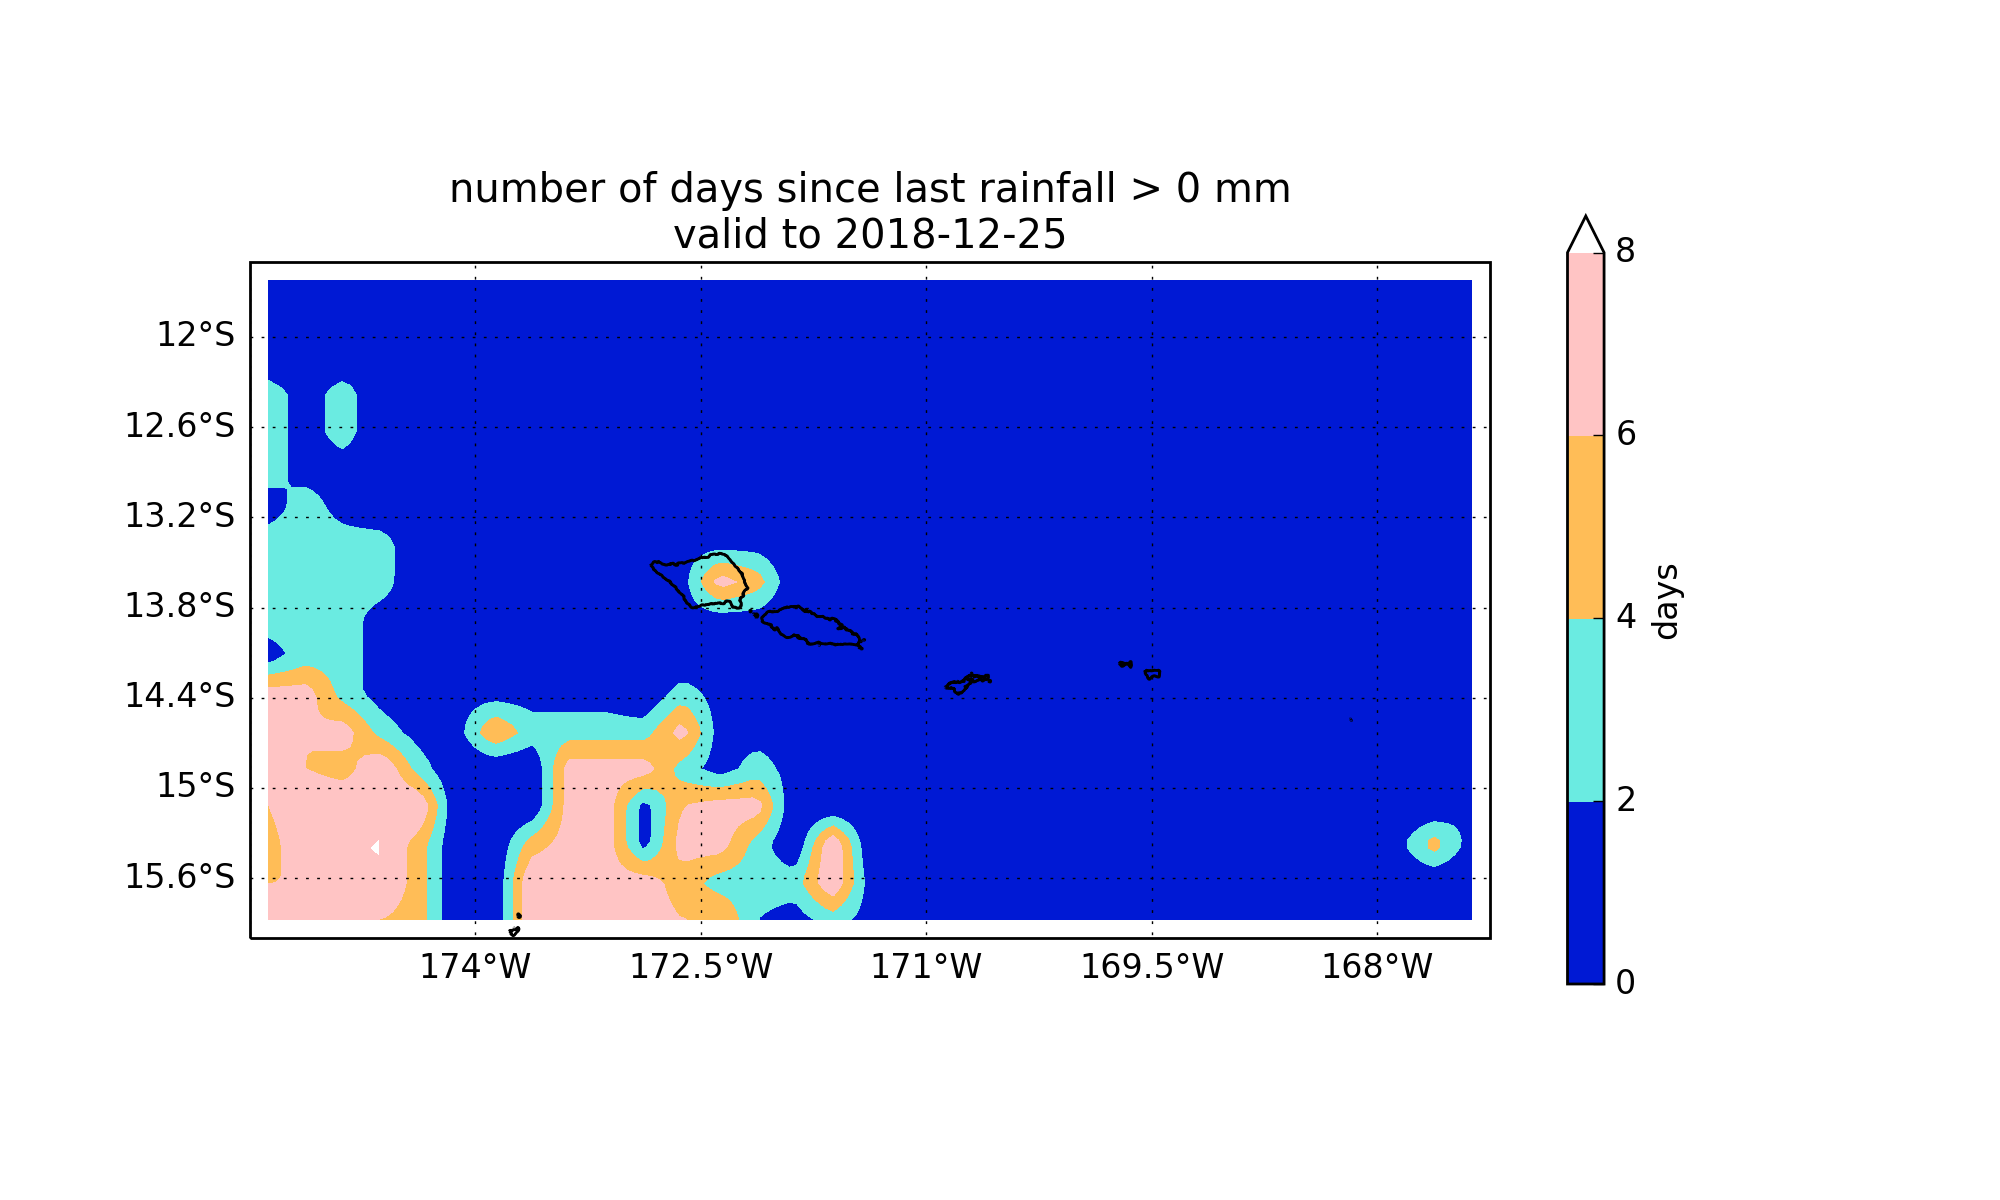 number of days since last rainfall > 0 mm
valid to 2018-12-25
12°S
12.6°S
13.2°S
13.8°S
14.4°S
15°S
15.6°S
174°W 172.5°W 171°W 169.5°W 168°W
8
6
4
2
0
days